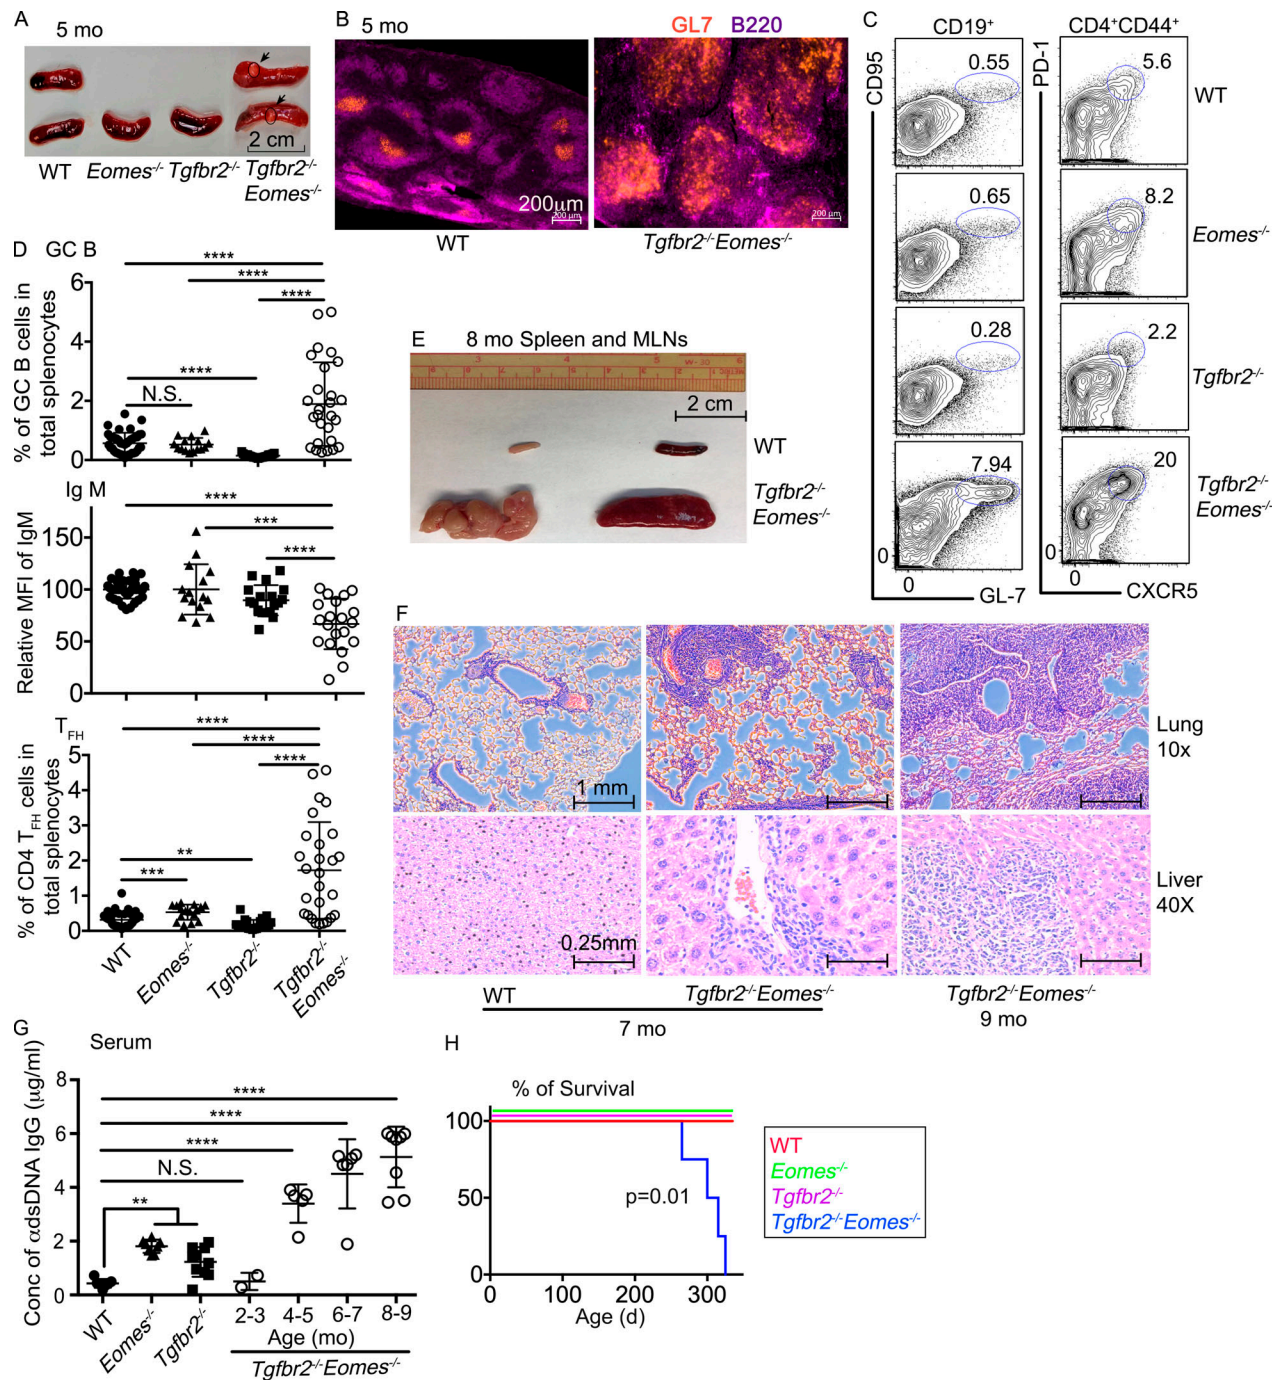 A
5 mo
2 cm
WT Eomes-/- Tgfbr2-/- Tgfbr2-/-
Eomes-/-
B
5 mo
GL7 B220
200µm
200 µm
200 µm
WT
Tgfbr2-/-Eomes-/-
C
CD19+
CD4+CD44+
CD95
PD-1
0.55
5.6
WT
0.65
8.2
Eomes-/-
0.28
2.2
Tgfbr2-/-
7.94
20
Tgfbr2-/-
Eomes-/-
0
0
0
0
GL-7
CXCR5
D
GC B
% of GC B cells in
total splenocytes
6
4
2
0
****
****
****
****
N.S.
Ig M
Relative MFI of IgM
150
100
50
0
****
***
****
TFH
% of CD4 TFH cells in
total splenocytes
5
4
3
2
1
0
****
****
****
**
***
WT
Eomes-/-
Tgfbr2-/-
Tgfbr2-/-
Eomes-/-
E
8 mo Spleen and MLNs
2 cm
WT
Tgfbr2-/-
Eomes-/-
F
1 mm
Lung
10x
0.25mm
Liver
40X
WT
Tgfbr2-/-Eomes-/-
Tgfbr2-/-Eomes-/-
7 mo
9 mo
G
Serum
Conc of αdsDNA IgG (µg/ml)
8
6
4
2
0
****
****
****
N.S.
**
WT
Eomes-/-
Tgfbr2-/-
2-3 4-5 6-7 8-9
Age (mo)
Tgfbr2-/-Eomes-/-
H
% of Survival
100
50
0
p=0.01
0 100 200 300
Age (d)
WT
Eomes-/-
Tgfbr2-/-
Tgfbr2-/-Eomes-/-